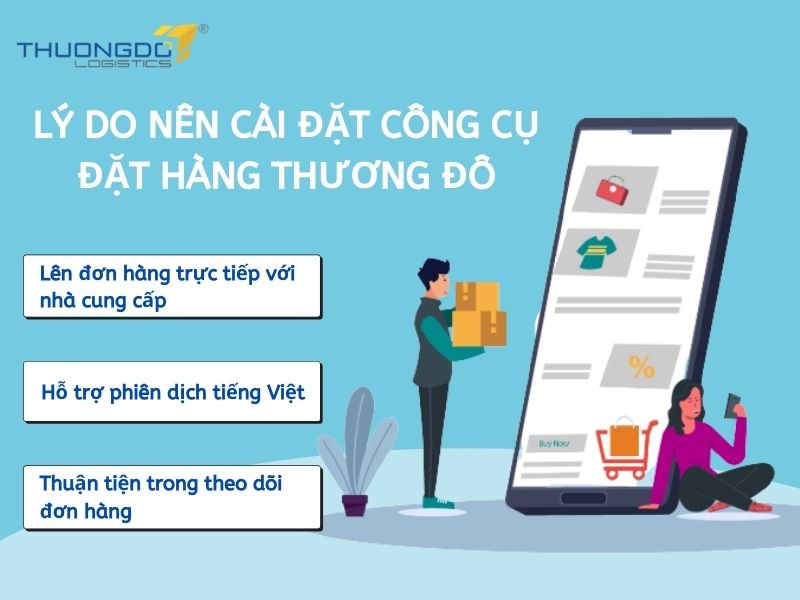 THUONGDO
LOGISTICS
®
LÝ DO NÊN CÀI ĐẶT CÔNG CỤ
ĐẶT HÀNG THƯƠNG ĐÔ
Lên đơn hàng trực tiếp với
nhà cung cấp
Hỗ trợ phiên dịch tiếng Việt
Thuận tiện trong theo dõi
đơn hàng
%
Buy Now